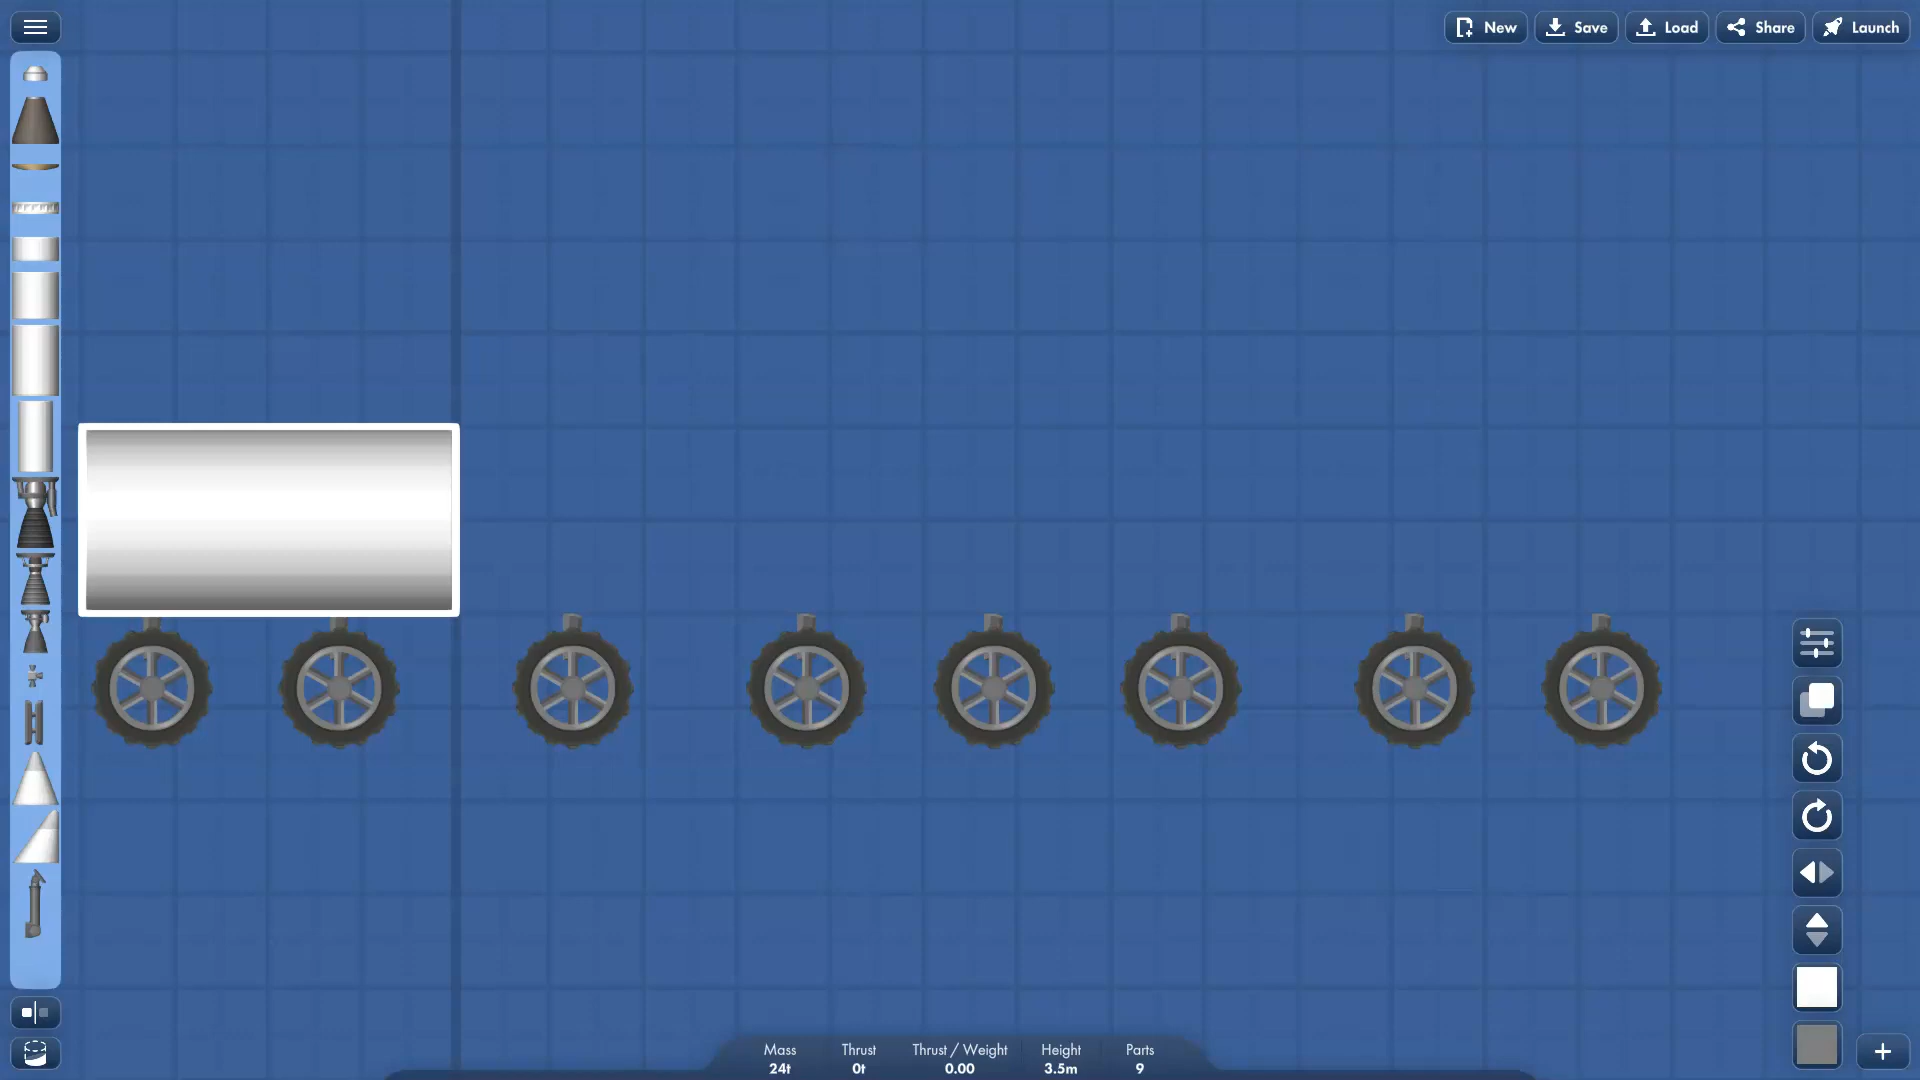 New
Save
Load
Share
Launch
Mass
24t
Thrust
0t
Thrust / Weight
0.00
Height
3.5m
Parts
9